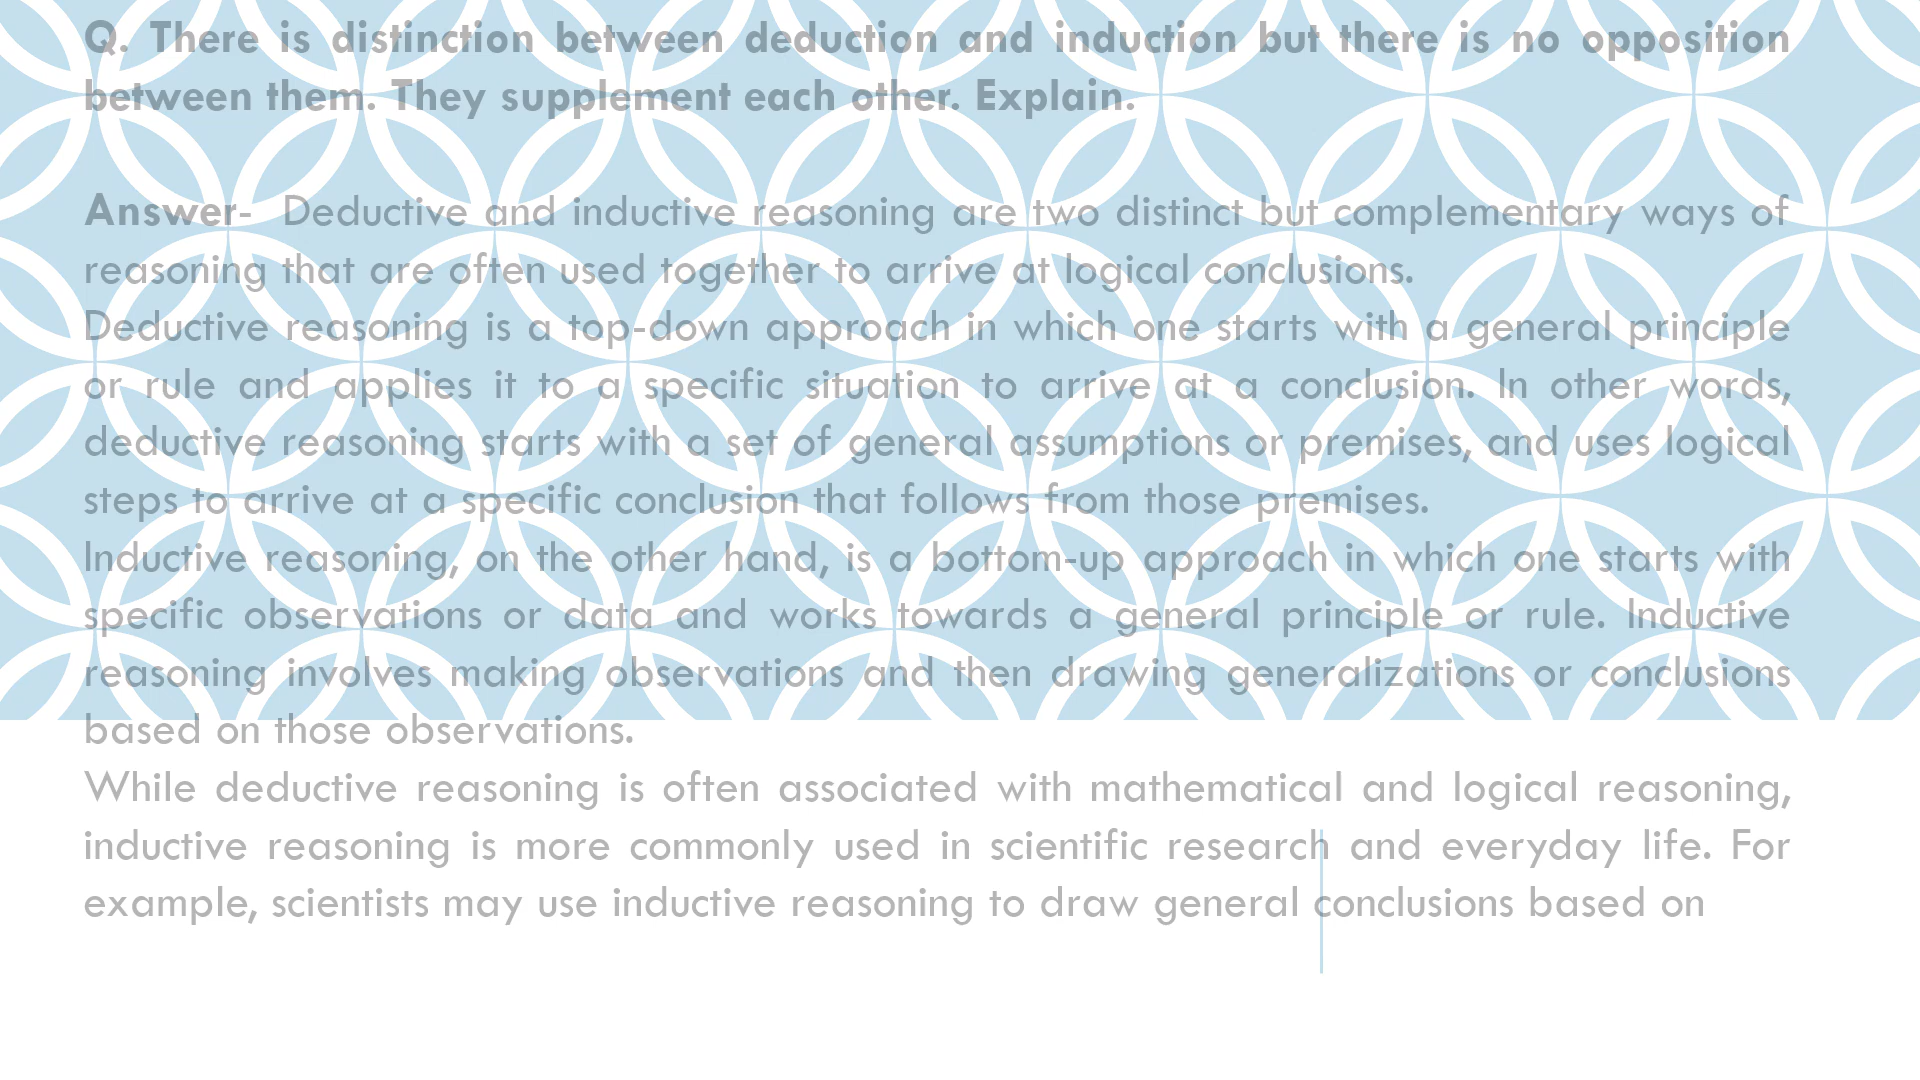 Q. There is distinction between deduction and induction but there is no opposition
between them. They supplement each other. Explain.
Answer- Deductive and inductive reasoning are two distinct but complementary ways of
reasoning that are often used together to arrive at logical conclusions.
Deductive reasoning is a top-down approach in which one starts with a general principle
or rule and applies it to a specific situation to arrive at a conclusion. In other words,
deductive reasoning starts with a set of general assumptions or premises, and uses logical
steps to arrive at a specific conclusion that follows from those premises.
Inductive reasoning, on the other hand, is a bottom-up approach in which one starts with
specific observations or data and works towards a general principle or rule. Inductive
reasoning involves making observations and then drawing generalizations or conclusions
based on those observations.
While deductive reasoning is often associated with mathematical and logical reasoning,
inductive reasoning is more commonly used in scientific research and everyday life. For
example, scientists may use inductive reasoning to draw general conclusions based on